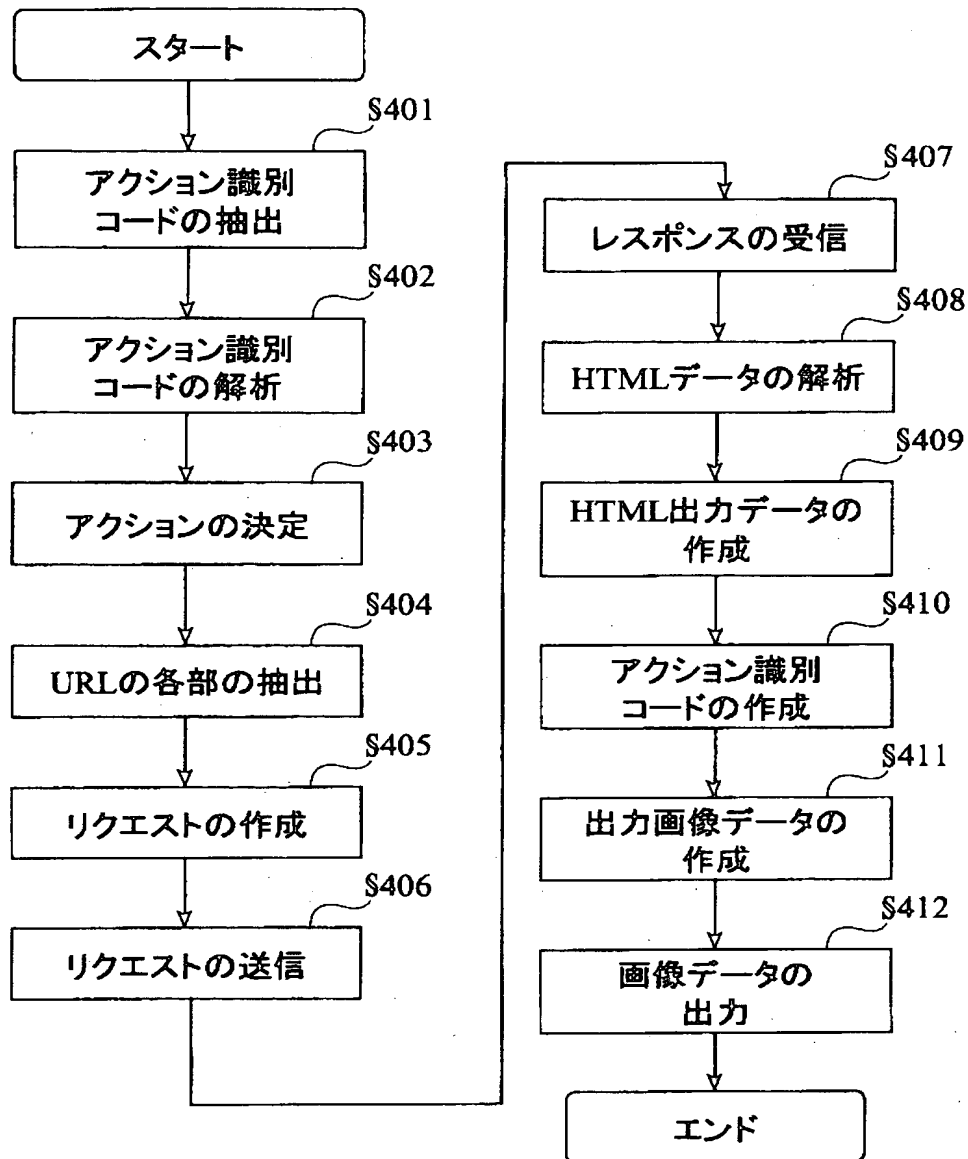 スタート
§401
アクション識別
コードの抽出
§402
アクション識別
コードの解析
§403
アクションの決定
§404
URLの各部の抽出
§405
リクエストの作成
§406
リクエストの送信
§407
レスポンスの受信
§408
HTMLデータの解析
§409
HTML出力データの
作成
§410
アクション識別
コードの作成
§411
出力画像データの
作成
§412
画像データの
出力
エンド